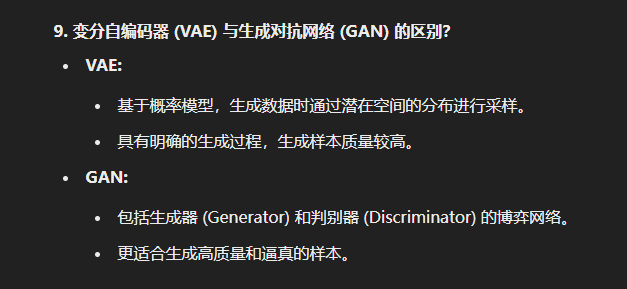 9. 变分自编码器 (VAE) 与生成对抗网络 (GAN) 的区别?
• VAE:
• 基于概率模型，生成数据时通过潜在空间的分布进行采样。
• 具有明确的生成过程，生成样本质量较高。
• GAN:
• 包括生成器 (Generator) 和判别器 (Discriminator) 的博弈网络。
• 更适合生成高质量和逼真的样本。